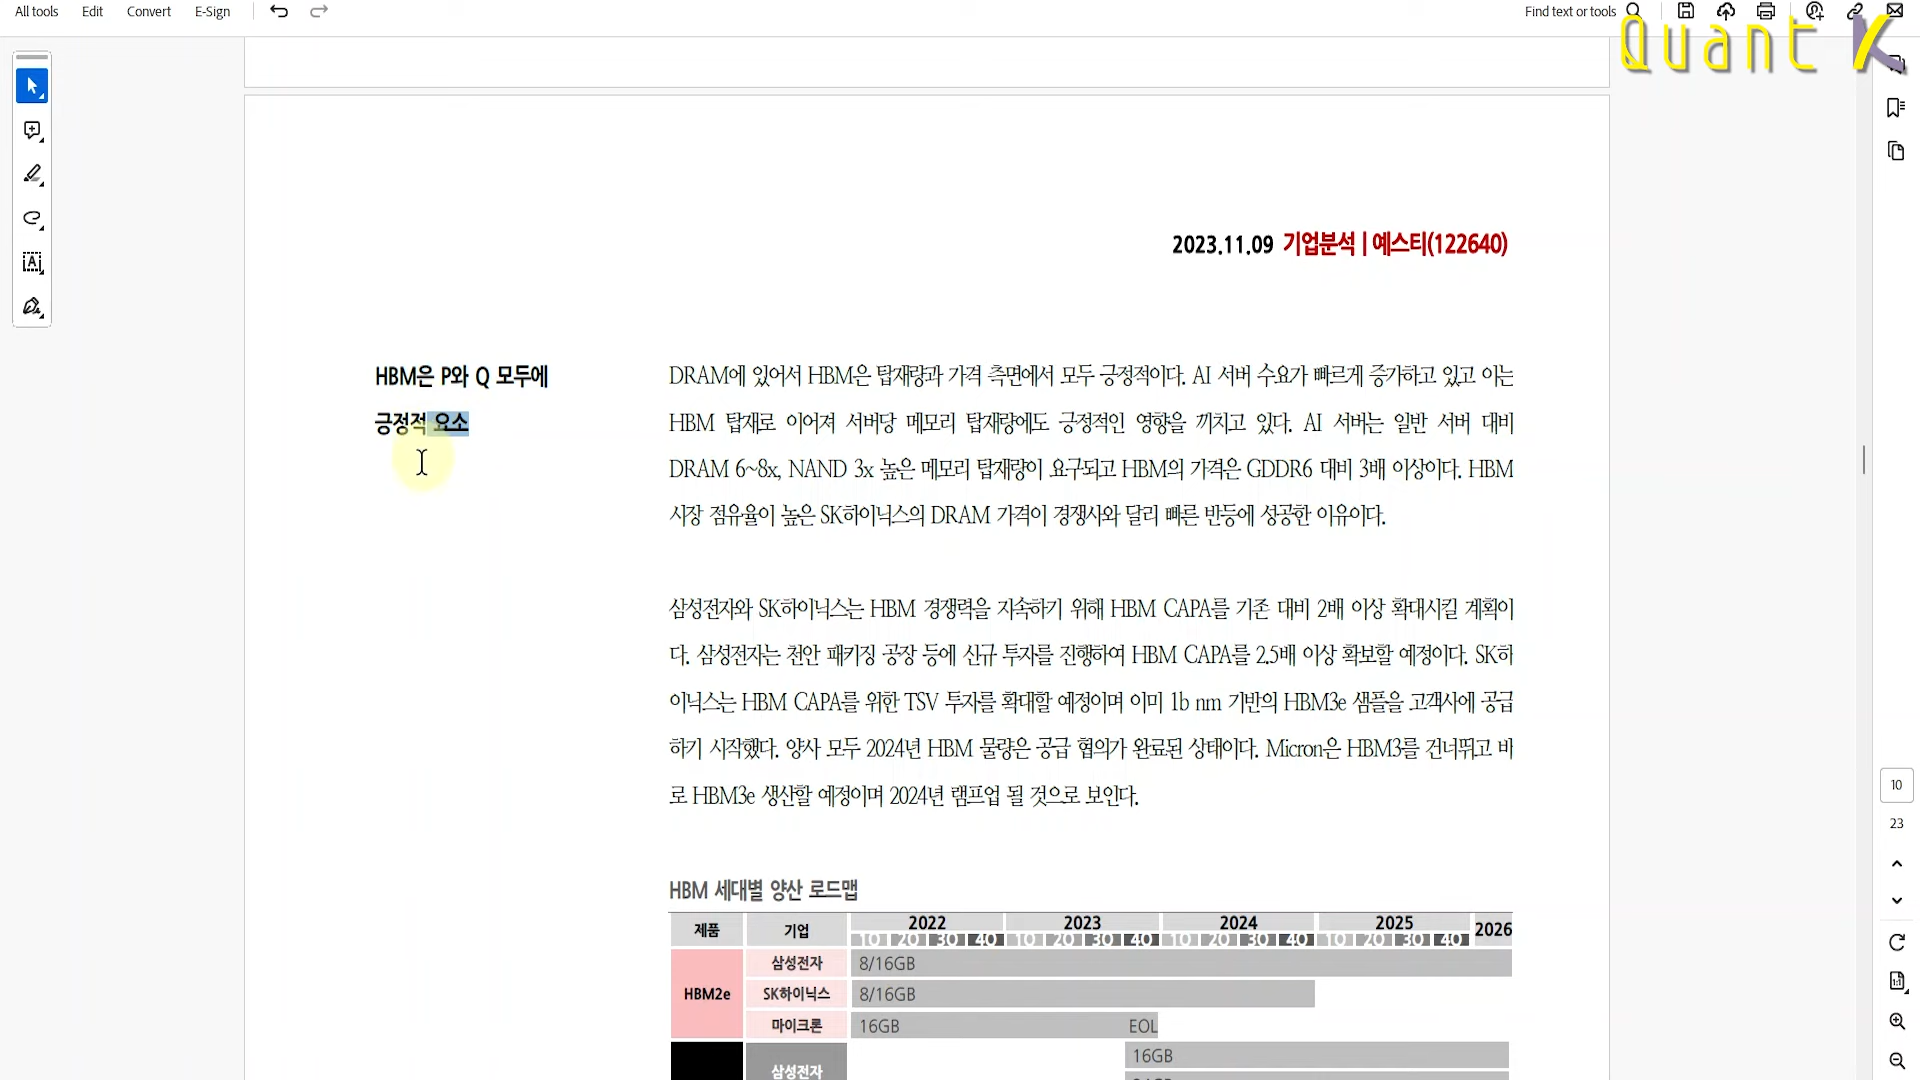 All tools Edit Convert E-Sign Find text or tools
Quant K
2023.11.09 기업분석 | 예스티(122640)
HBM은 P와 Q 모두에
긍정적 요소
DRAM에 있어서 HBM은 탑재량과 가격 측면에서 모두 긍정적이다. AI 서버 수요가 빠르게 증가하고 있고 이는
HBM 탑재로 이어져 서버당 메모리 탑재량에도 긍정적인 영향을 끼치고 있다. AI 서버는 일반 서버 대비
DRAM 6~8x, NAND 3x 높은 메모리 탑재량이 요구되고 HBM의 가격은 GDDR6 대비 3배 이상이다. HBM
시장 점유율이 높은 SK하이닉스의 DRAM 가격이 경쟁사와 달리 빠른 반등에 성공한 이유이다.
삼성전자와 SK하이닉스는 HBM 경쟁력을 지속하기 위해 HBM CAPA를 기존 대비 2배 이상 확대시킬 계획이
다. 삼성전자는 천안 패키징 공장 등에 신규 투자를 진행하여 HBM CAPA를 2.5배 이상 확보할 예정이다. SK하
이닉스는 HBM CAPA를 위한 TSV 투자를 확대할 예정이며 이미 1b nm 기반의 HBM3e 샘플을 고객사에 공급
하기 시작했다. 양사 모두 2024년 HBM 물량은 공급 협의가 완료된 상태이다. Micron은 HBM3를 건너뛰고 바
로 HBM3e 생산할 예정이며 2024년 램프업 될 것으로 보인다.
HBM 세대별 양산 로드맵
제품 기업 2022 2023 2024 2025 2026
1Q 2Q 3Q 4Q 1Q 2Q 3Q 4Q 1Q 2Q 3Q 4Q 1Q 2Q 3Q 4Q
삼성전자 8/16GB
HBM2e SK하이닉스 8/16GB
마이크론 16GB EOL
삼성전자 16GB
10
23